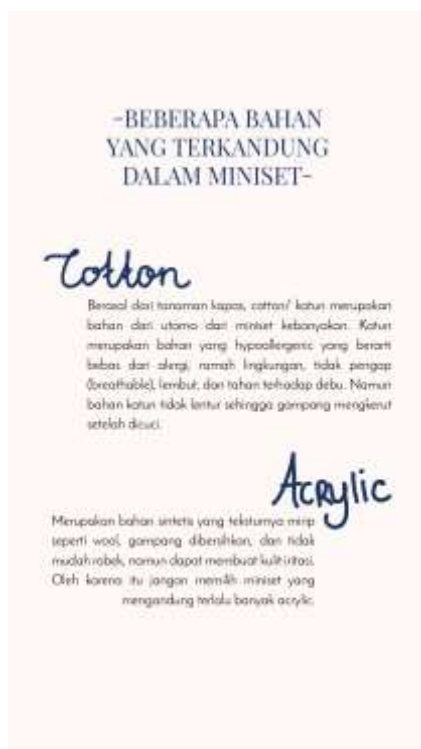 -BEBERAPA BAHAN
YANG TERKANDUNG
DALAM MINISET-
Cotton
Berasal dari tanaman kapas, cotton/ katun merupakan
bahan dari utama dari miniset kebanyakan. Katun
merupakan bahan yang hypoallergenic yang berarti
bebas dari alergi, ramah lingkungan, tidak pengap
(breathable), lembut, dan tahan terhadap debu. Namun
bahan katun tidak lentur sehingga gampang mengkerut
setelah dicuci.
Acrylic
Merupakan bahan sintetis yang teksturnya mirip
seperti wool, gampang dibersihkan, dan tidak
mudah robek, namun dapat membuat kulit iritasi.
Oleh karena itu jangan memilih miniset yang
mengandung terlalu banyak acrylic.